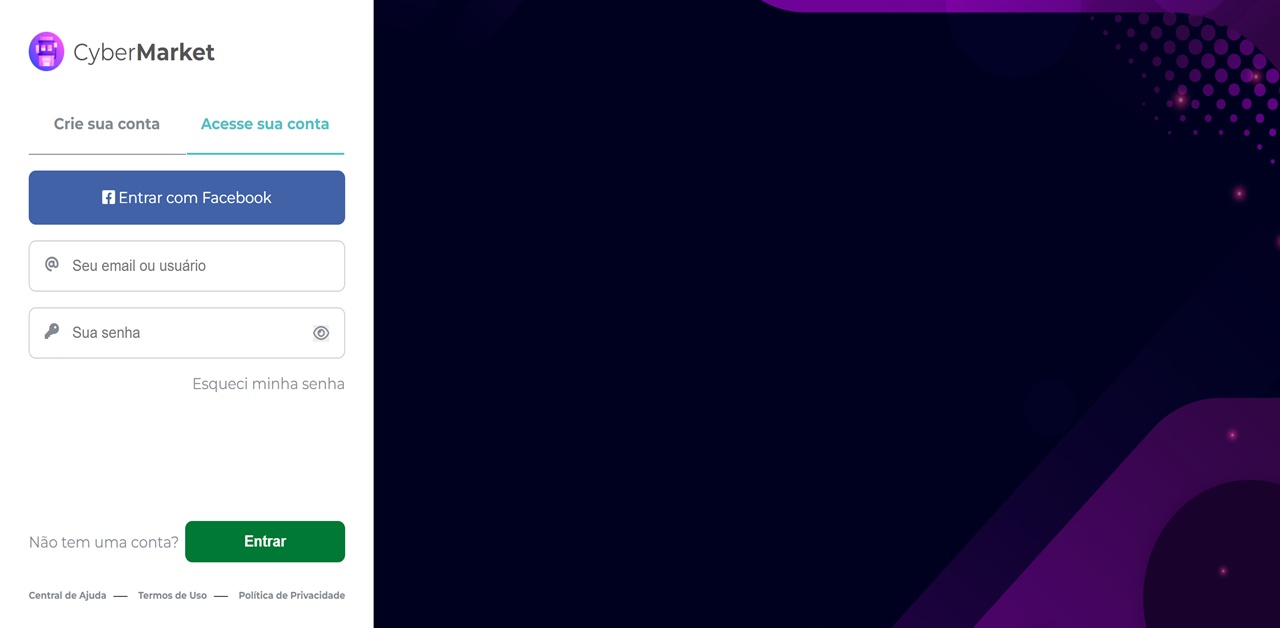 CyberMarket
Crie sua conta
Acesse sua conta
Entrar com Facebook
Seu email ou usuário
Sua senha
Esqueci minha senha
Não tem uma conta?
Entrar
Central de Ajuda — Termos de Uso — Política de Privacidade